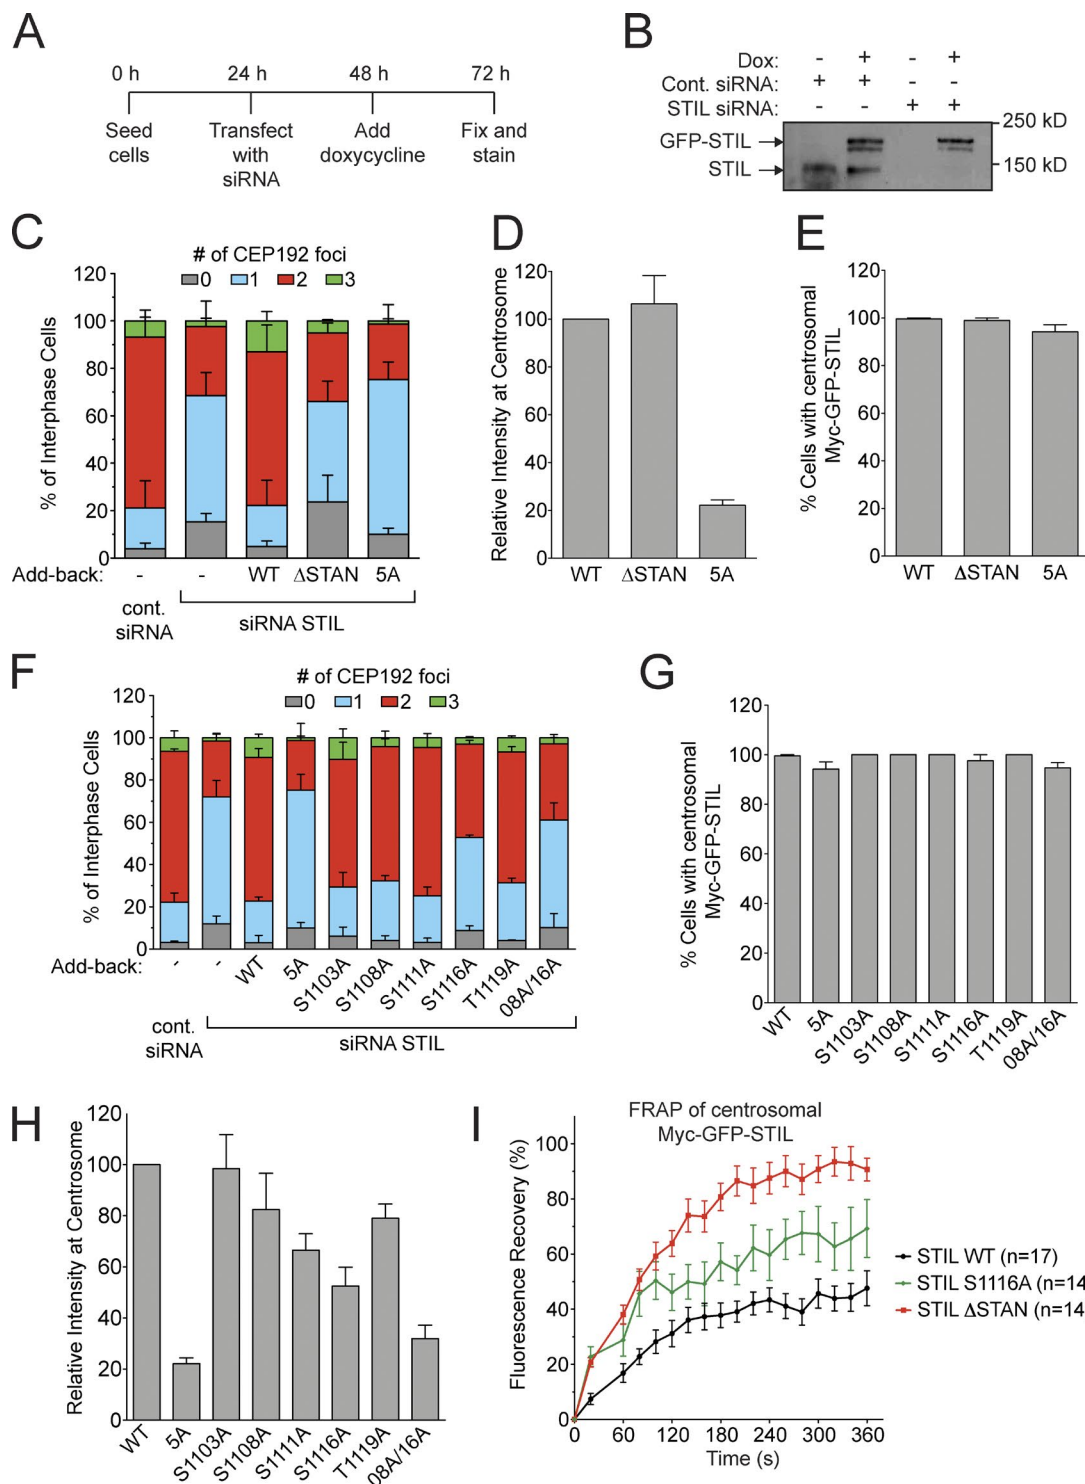 A
0 h 24 h 48 h 72 h
Seed cells
Transfect with siRNA
Add doxycycline
Fix and stain
B
Dox: - + - +
Cont. siRNA: + + - -
STIL siRNA: - - + +
GFP-STIL
STIL
250 kD
150 kD
C
# of CEP192 foci
0 1 2 3
% of Interphase Cells
120
100
80
60
40
20
0
Add-back: - - WT ΔSTAN 5A
cont. siRNA
siRNA STIL
D
Relative Intensity at Centrosome
120
100
80
60
40
20
0
WT ΔSTAN 5A
E
% Cells with centrosomal
Myc-GFP-STIL
120
100
80
60
40
20
0
WT ΔSTAN 5A
F
# of CEP192 foci
0 1 2 3
% of Interphase Cells
120
100
80
60
40
20
0
Add-back: - - WT 5A S1103A S1108A S1111A S1116A T1119A 08A/16A
cont. siRNA
siRNA STIL
G
% Cells with centrosomal
Myc-GFP-STIL
120
100
80
60
40
20
0
WT 5A S1103A S1108A S1111A S1116A T1119A 08A/16A
H
Relative Intensity at Centrosome
120
100
80
60
40
20
0
WT 5A S1103A S1108A S1111A S1116A T1119A 08A/16A
I
FRAP of centrosomal
Myc-GFP-STIL
Fluorescence Recovery (%)
100
80
60
40
20
0
0 60 120 180 240 300 360
Time (s)
STIL WT (n=17)
STIL S1116A (n=14
STIL ΔSTAN (n=14